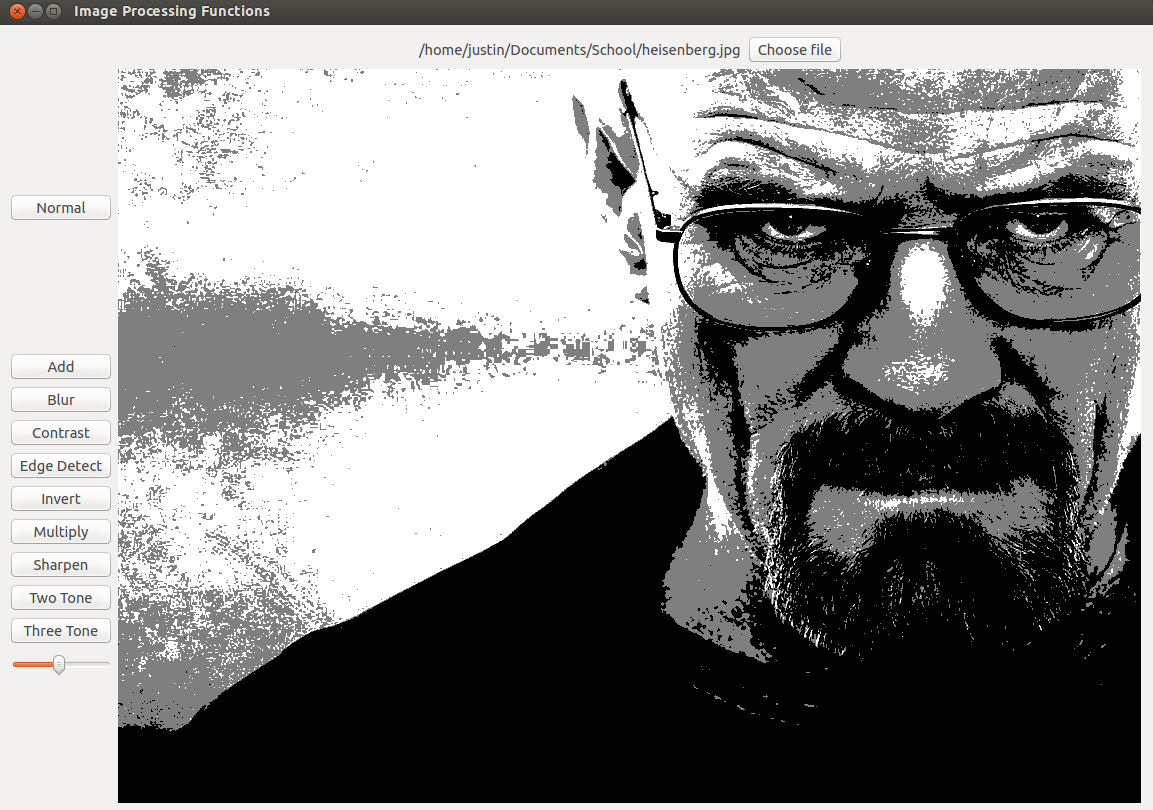 Image Processing Functions
/home/justin/Documents/School/heisenberg.jpg Choose file
Normal
Add
Blur
Contrast
Edge Detect
Invert
Multiply
Sharpen
Two Tone
Three Tone